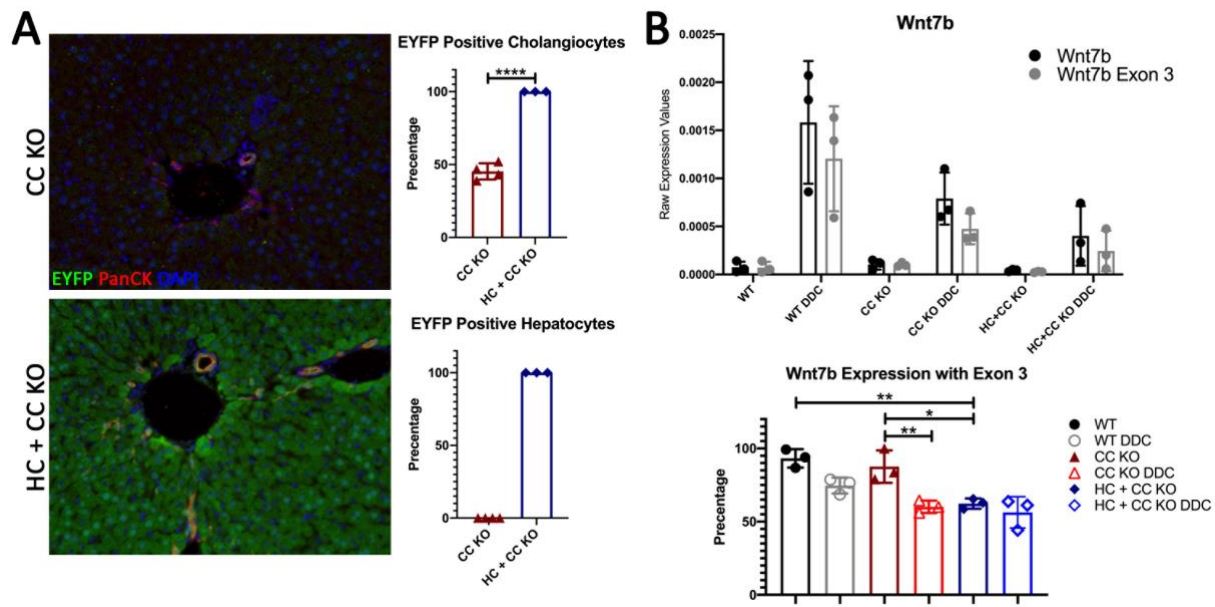 A
CC KO
EYFP PanCK DAPI
HC + CC KO
EYFP Positive Cholangiocytes
Precentage
100
50
0
CC KO
HC + CC KO
****
EYFP Positive Hepatocytes
Precentage
100
50
0
CC KO
HC + CC KO
B
Wnt7b
Raw Expression Values
0.0025
0.0020
0.0015
0.0010
0.0005
0.0000
Wnt7b
Wnt7b Exon 3
WT
WT DDC
CC KO
CC KO DDC
HC+CC KO
HC+CC KO DDC
Wnt7b Expression with Exon 3
Precentage
100
50
0
**
*
**
WT
WT DDC
CC KO
CC KO DDC
HC + CC KO
HC + CC KO DDC